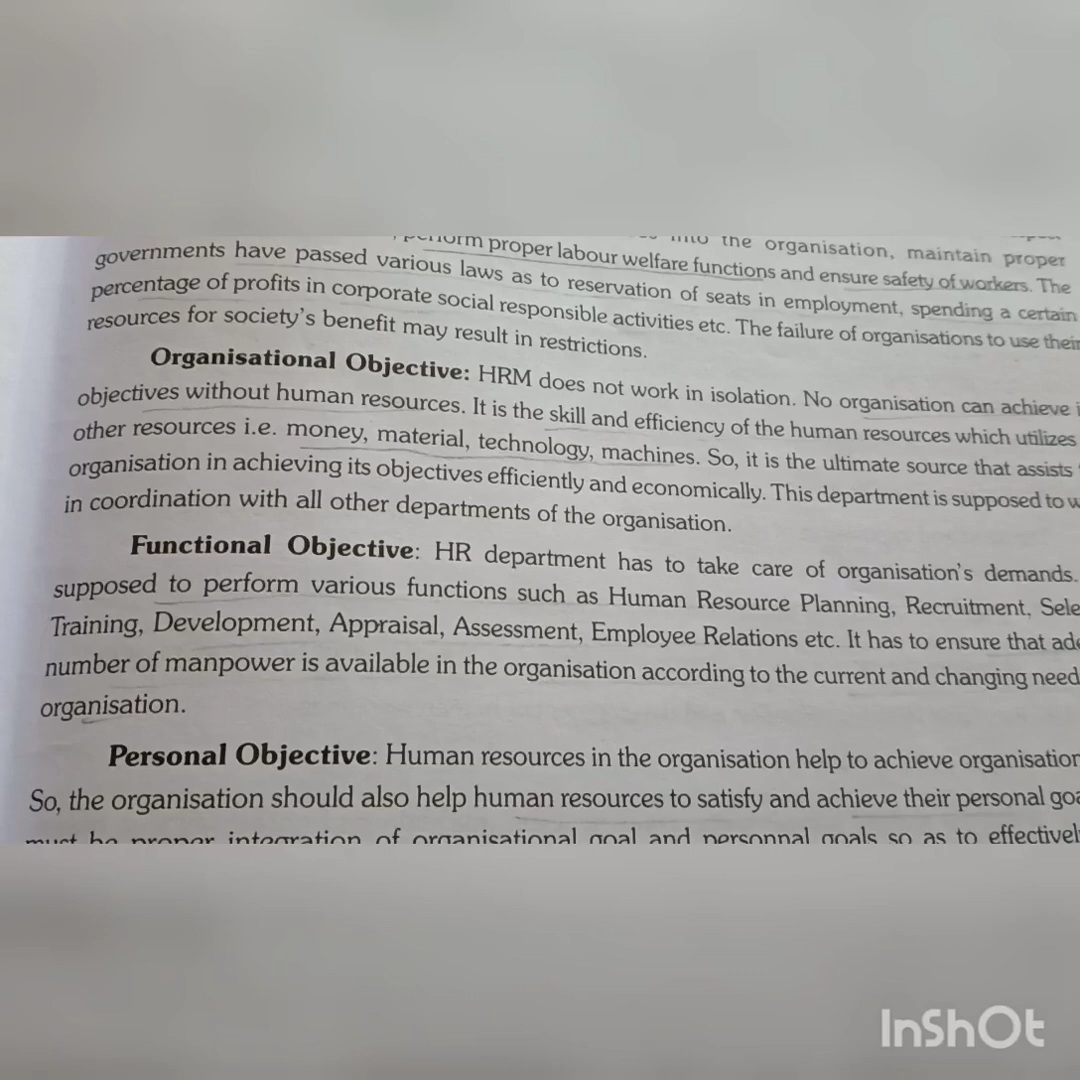 into the organisation, maintain proper
perform proper labour welfare functions and ensure safety of workers. The
governments have passed various laws as to reservation of seats in employment, spending a certain
percentage of profits in corporate social responsible activities etc. The failure of organisations to use their
resources for society's benefit may result in restrictions.
Organisational Objective: HRM does not work in isolation. No organisation can achieve
objectives without human resources. It is the skill and efficiency of the human resources which utilizes
other resources i.e. money, material, technology, machines. So, it is the ultimate source that assists
organisation in achieving its objectives efficiently and economically. This department is supposed to
in coordination with all other departments of the organisation.
Functional Objective: HR department has to take care of organisation's demands.
supposed to perform various functions such as Human Resource Planning, Recruitment, Sele
Training, Development, Appraisal, Assessment, Employee Relations etc. It has to ensure that ade
number of manpower is available in the organisation according to the current and changing need
organisation.
Personal Objective: Human resources in the organisation help to achieve organisation
So, the organisation should also help human resources to satisfy and achieve their personal goa
must be proper integration of organisational goal and personnal goals so as to effectivel
InShOt